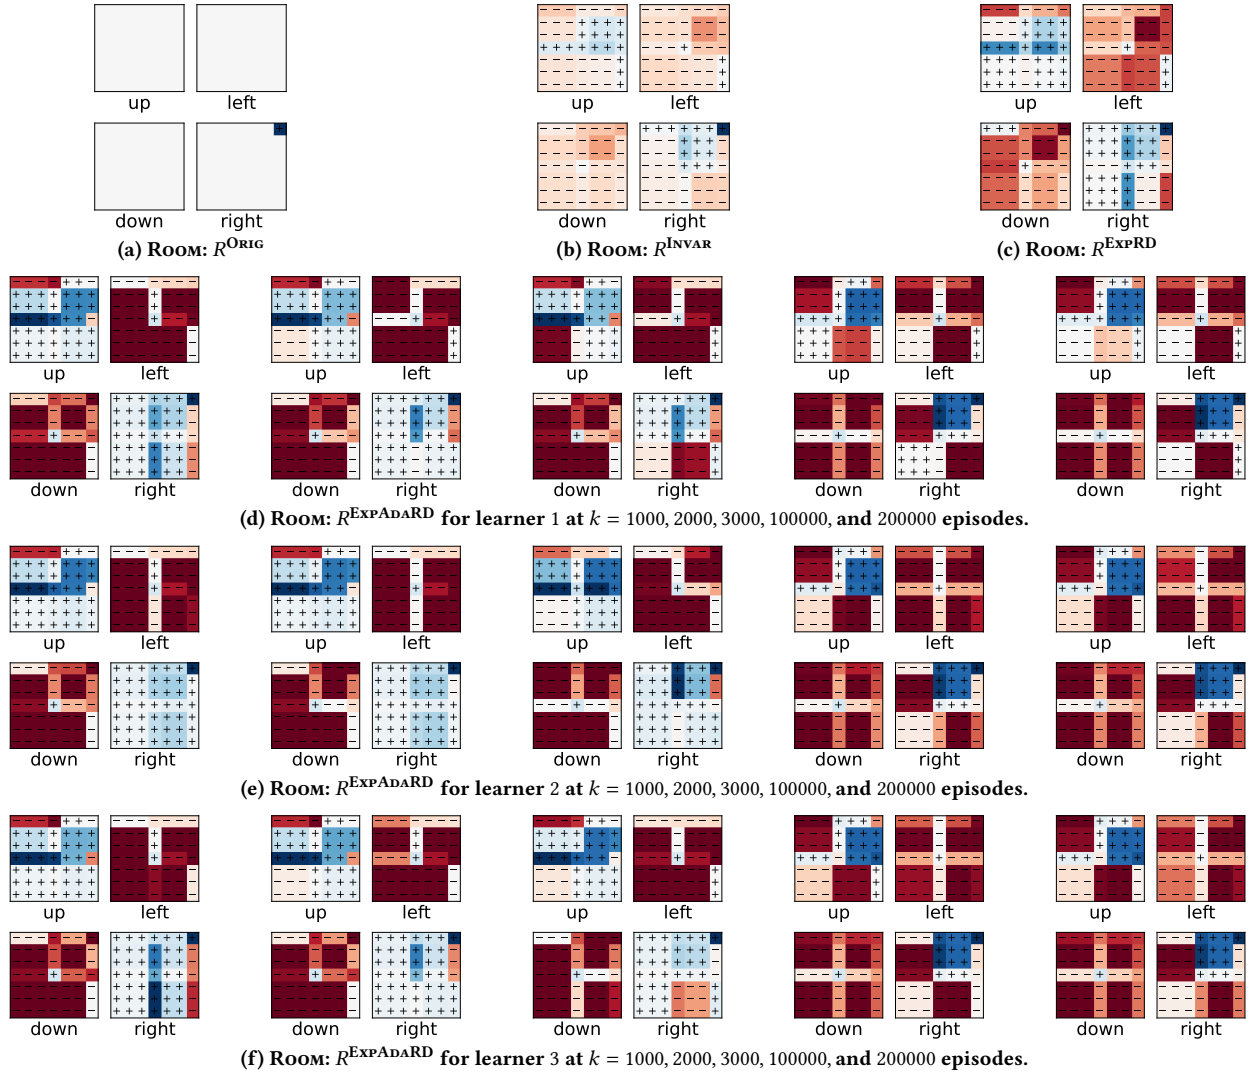 up left up left up left
down right down right down right
(a) Room: R^Orig (b) Room: R^Invar (c) Room: R^ExpRD
up left up left up left up left up left
down right down right down right down right down right
(d) Room: R^ExpAdaRD for learner 1 at k = 1000, 2000, 3000, 100000, and 200000 episodes.
up left up left up left up left up left
down right down right down right down right down right
(e) Room: R^ExpAdaRD for learner 2 at k = 1000, 2000, 3000, 100000, and 200000 episodes.
up left up left up left up left up left
down right down right down right down right down right
(f) Room: R^ExpAdaRD for learner 3 at k = 1000, 2000, 3000, 100000, and 200000 episodes.